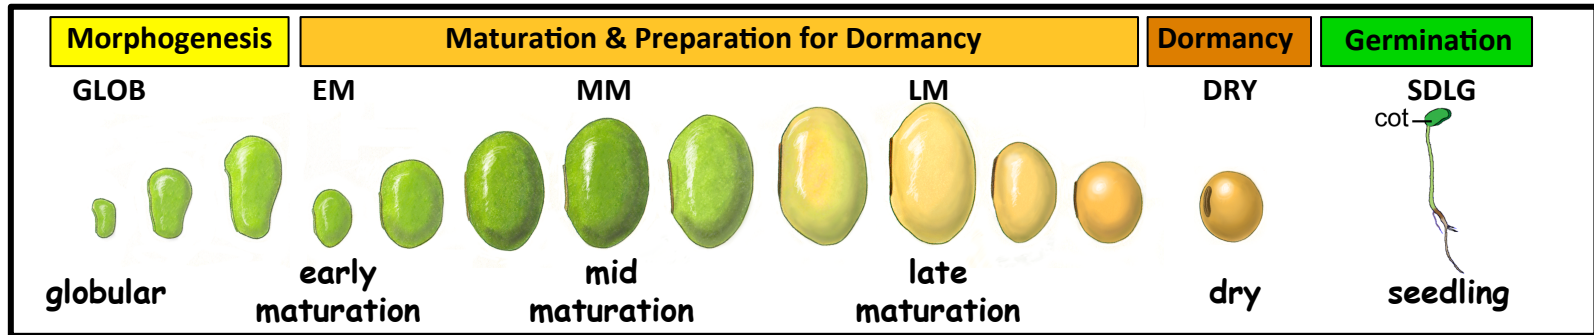 Morphogenesis
Maturation & Preparation for Dormancy
Dormancy
Germination
GLOB
EM
MM
LM
DRY
SDLG
cot
globular
early
maturation
mid
maturation
late
maturation
dry
seedling